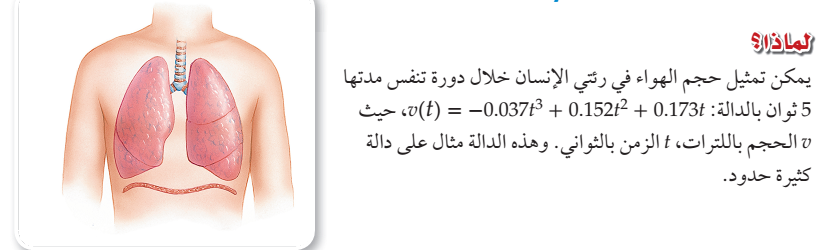 لماذا؟
يمكن تمثيل حجم الهواء في رئتي الإنسان خلال دورة تنفس مدتها
5 ثوان بالدالة: v(t) = −0.037t³ + 0.152t² + 0.173t، حيث
v الحجم باللترات، t الزمن بالثواني. وهذه الدالة مثال على دالة
كثيرة حدود.